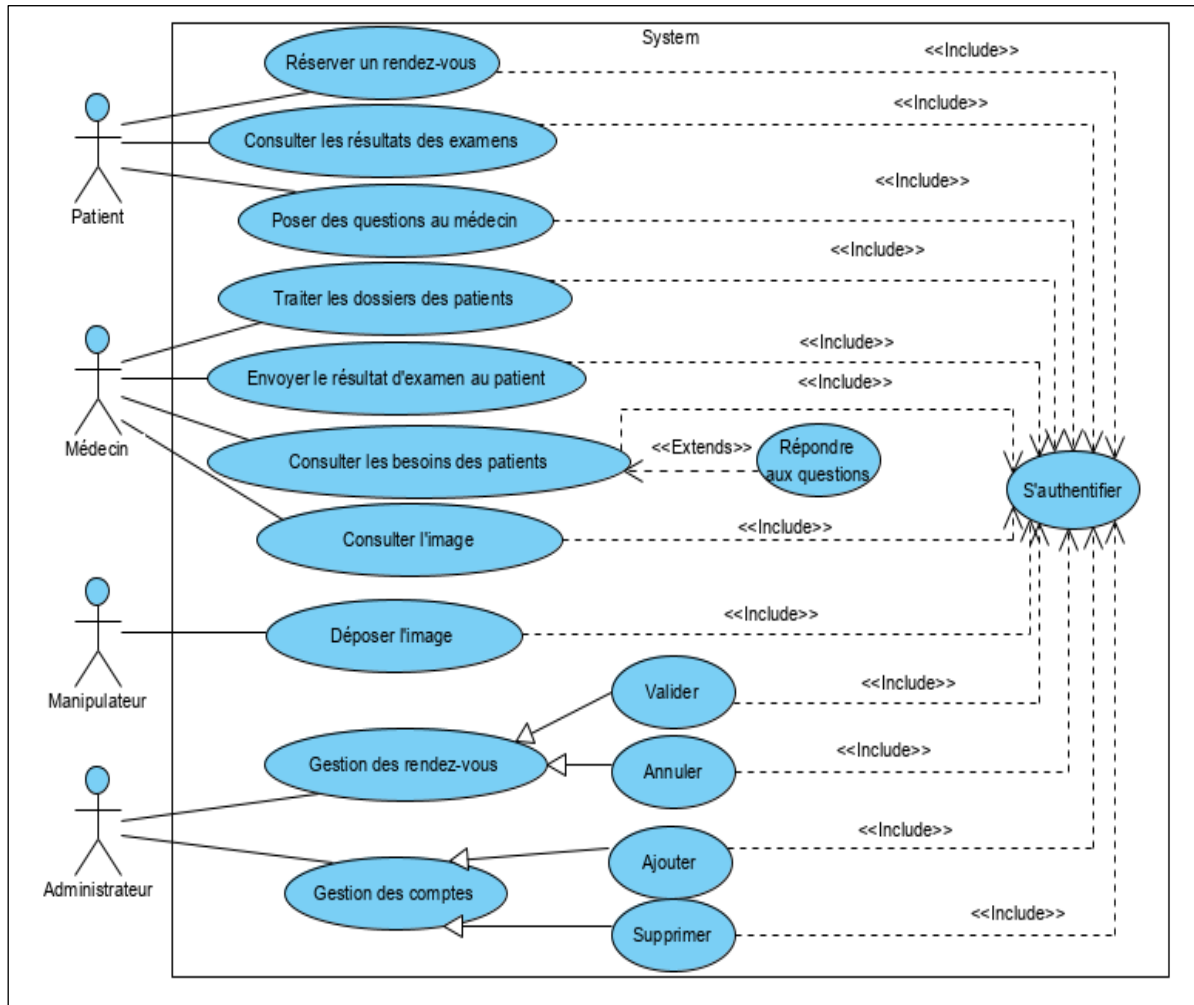 System
Réserver un rendez-vous
<<Include>>
Consulter les résultats des examens
<<Include>>
Patient
Poser des questions au médecin
<<Include>>
Traiter les dossiers des patients
<<Include>>
Médecin
Envoyer le résultat d'examen au patient
<<Include>>
<<Include>>
Consulter les besoins des patients
<<Extends>>
Répondre
aux questions
S'authentifier
Consulter l'image
<<Include>>
Manipulateur
Déposer l'image
<<Include>>
Valider
<<Include>>
Gestion des rendez-vous
Annuler
<<Include>>
Administrateur
Ajouter
<<Include>>
Gestion des comptes
Supprimer
<<Include>>